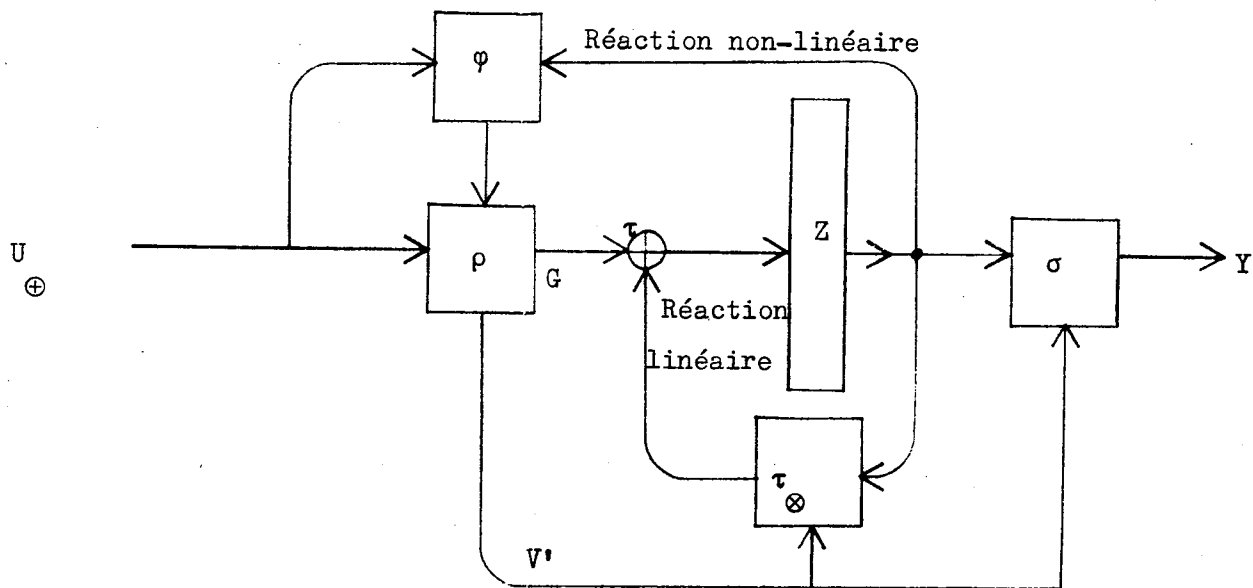 φ
Réaction non-linéaire
U
⊕
ρ
G
τ
Z
σ
Y
Réaction
linéaire
τ
⊗
V'